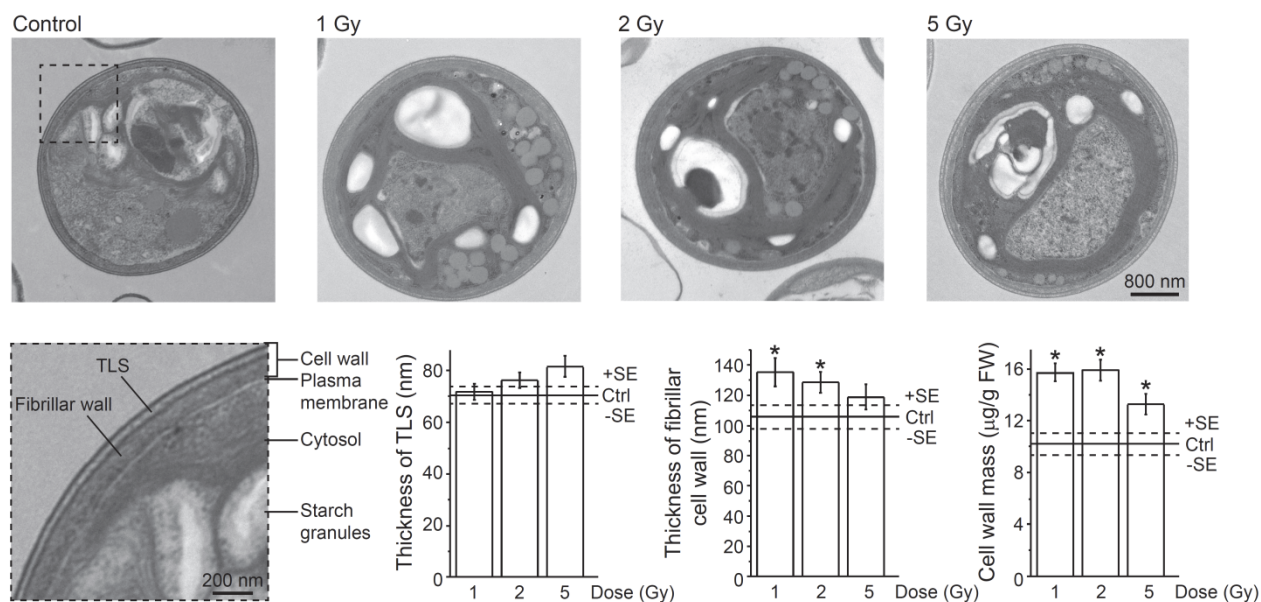 Control
1 Gy
2 Gy
5 Gy
800 nm
TLS
Fibrillar wall
Cell wall
Plasma
membrane
Cytosol
Starch
granules
200 nm
Thickness of TLS (nm)
80
60
40
20
0
+SE
Ctrl
-SE
1 2 5 Dose (Gy)
Thickness of fibrillar
cell wall (nm)
140
120
100
80
60
40
20
0
* *
+SE
Ctrl
-SE
1 2 5 Dose (Gy)
Cell wall mass (µg/g FW)
16
12
8
4
0
* * *
+SE
Ctrl
-SE
1 2 5 Dose (Gy)